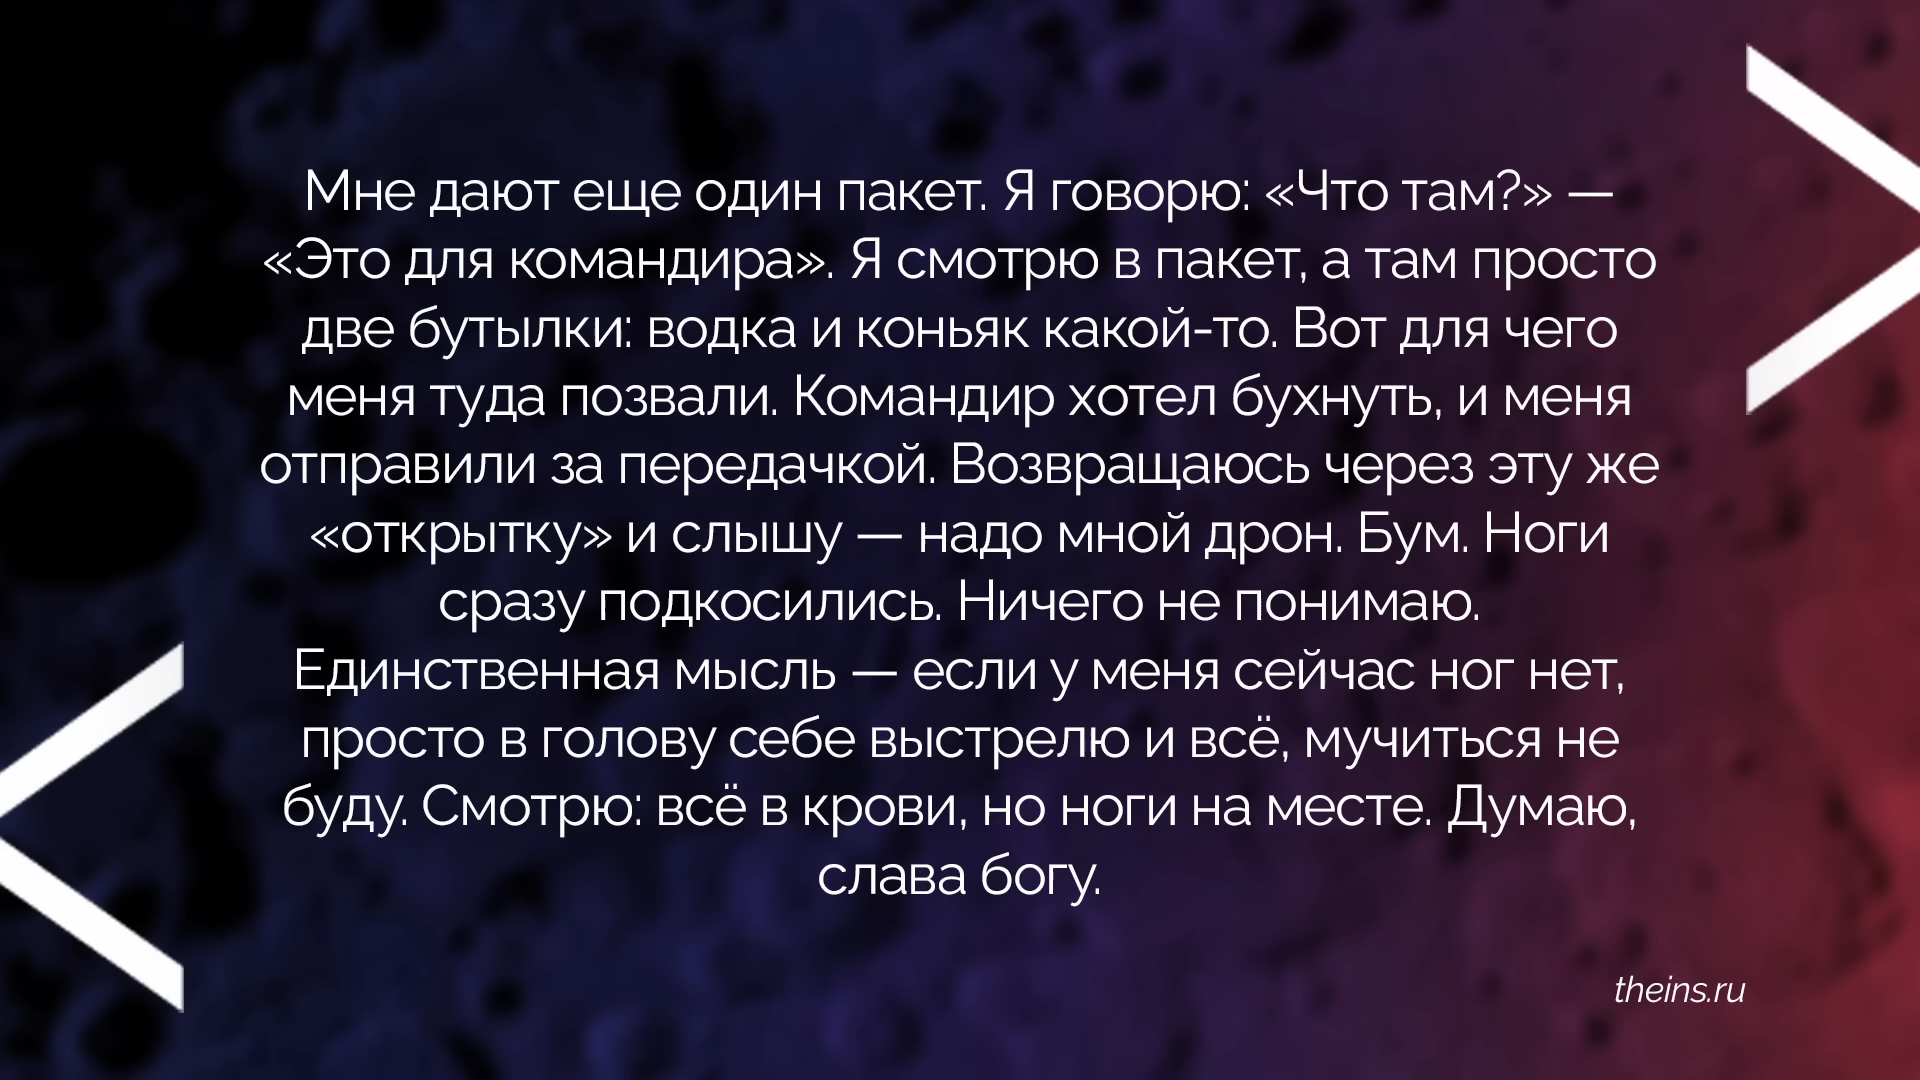 Мне дают еще один пакет. Я говорю: «Что там?» —
«Это для командира». Я смотрю в пакет, а там просто
две бутылки: водка и коньяк какой-то. Вот для чего
меня туда позвали. Командир хотел бухнуть, и меня
отправили за передачкой. Возвращаюсь через эту же
«открытку» и слышу — надо мной дрон. Бум. Ноги
сразу подкосились. Ничего не понимаю.
Единственная мысль — если у меня сейчас ног нет,
просто в голову себе выстрелю и всё, мучиться не
буду. Смотрю: всё в крови, но ноги на месте. Думаю,
слава богу.
theins.ru